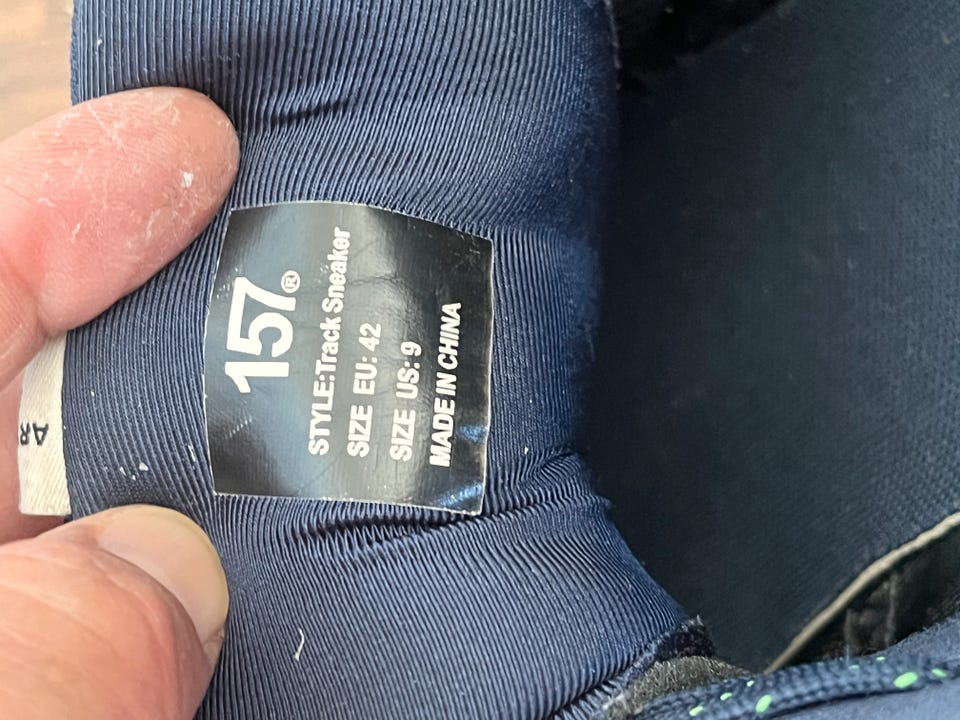 157®
STYLE:Track Sneaker
SIZE EU: 42
SIZE US: 9
MADE IN CHINA